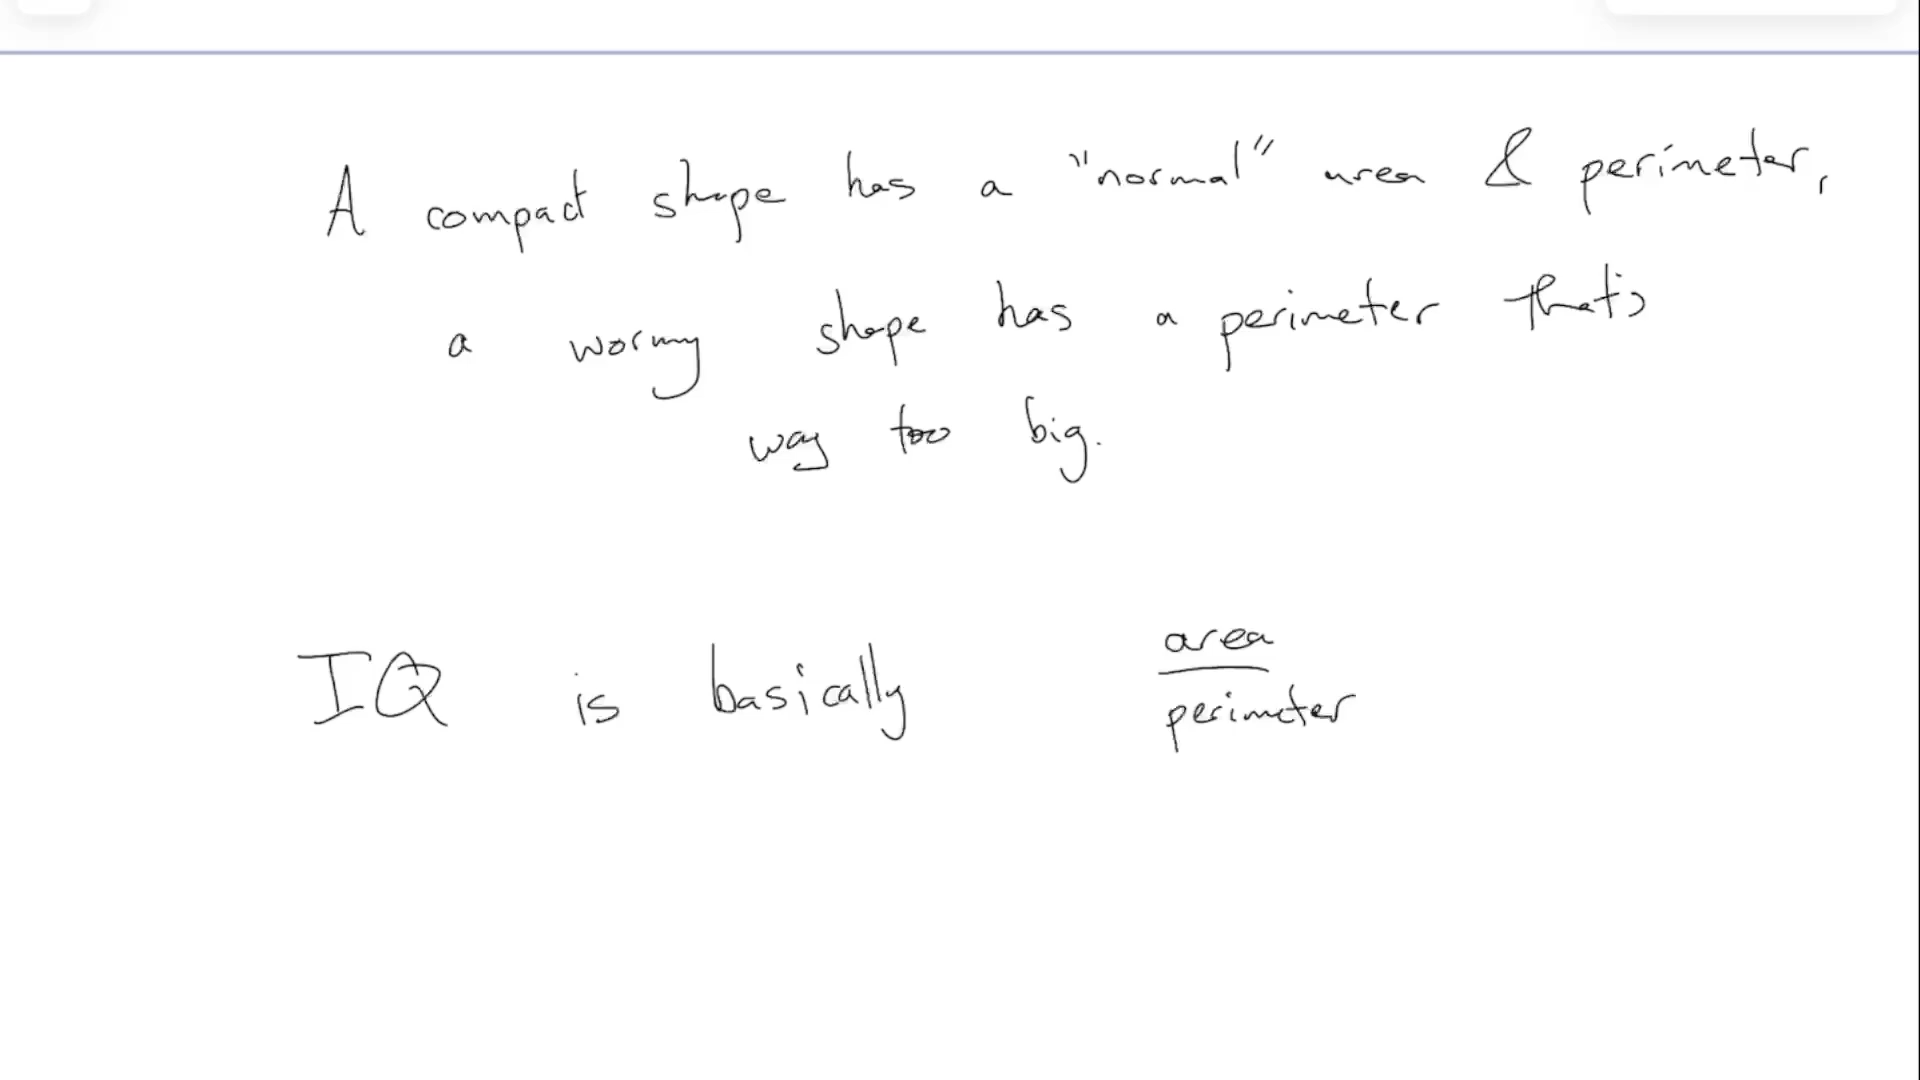 A compact shape has a "normal" area & perimeter,
a wormy shape has a perimeter that's
way too big.
IQ is basically area
perimeter